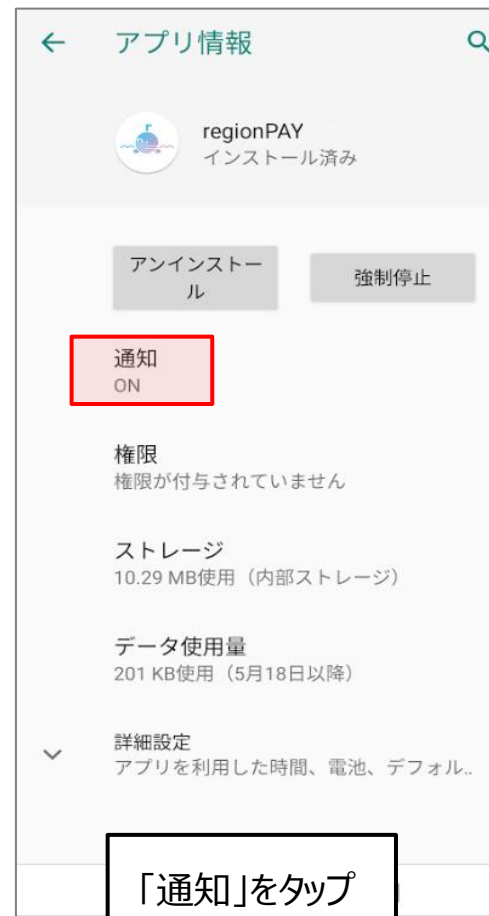 アプリ情報
regionPAY
インストール済み
アンインストー
ル
強制停止
通知
ON
権限
権限が付与されていません
ストレージ
10.29 MB使用（内部ストレージ）
データ使用量
201 KB使用（5月18日以降）
詳細設定
アプリを利用した時間、電池、デフォル..
「通知」をタップ